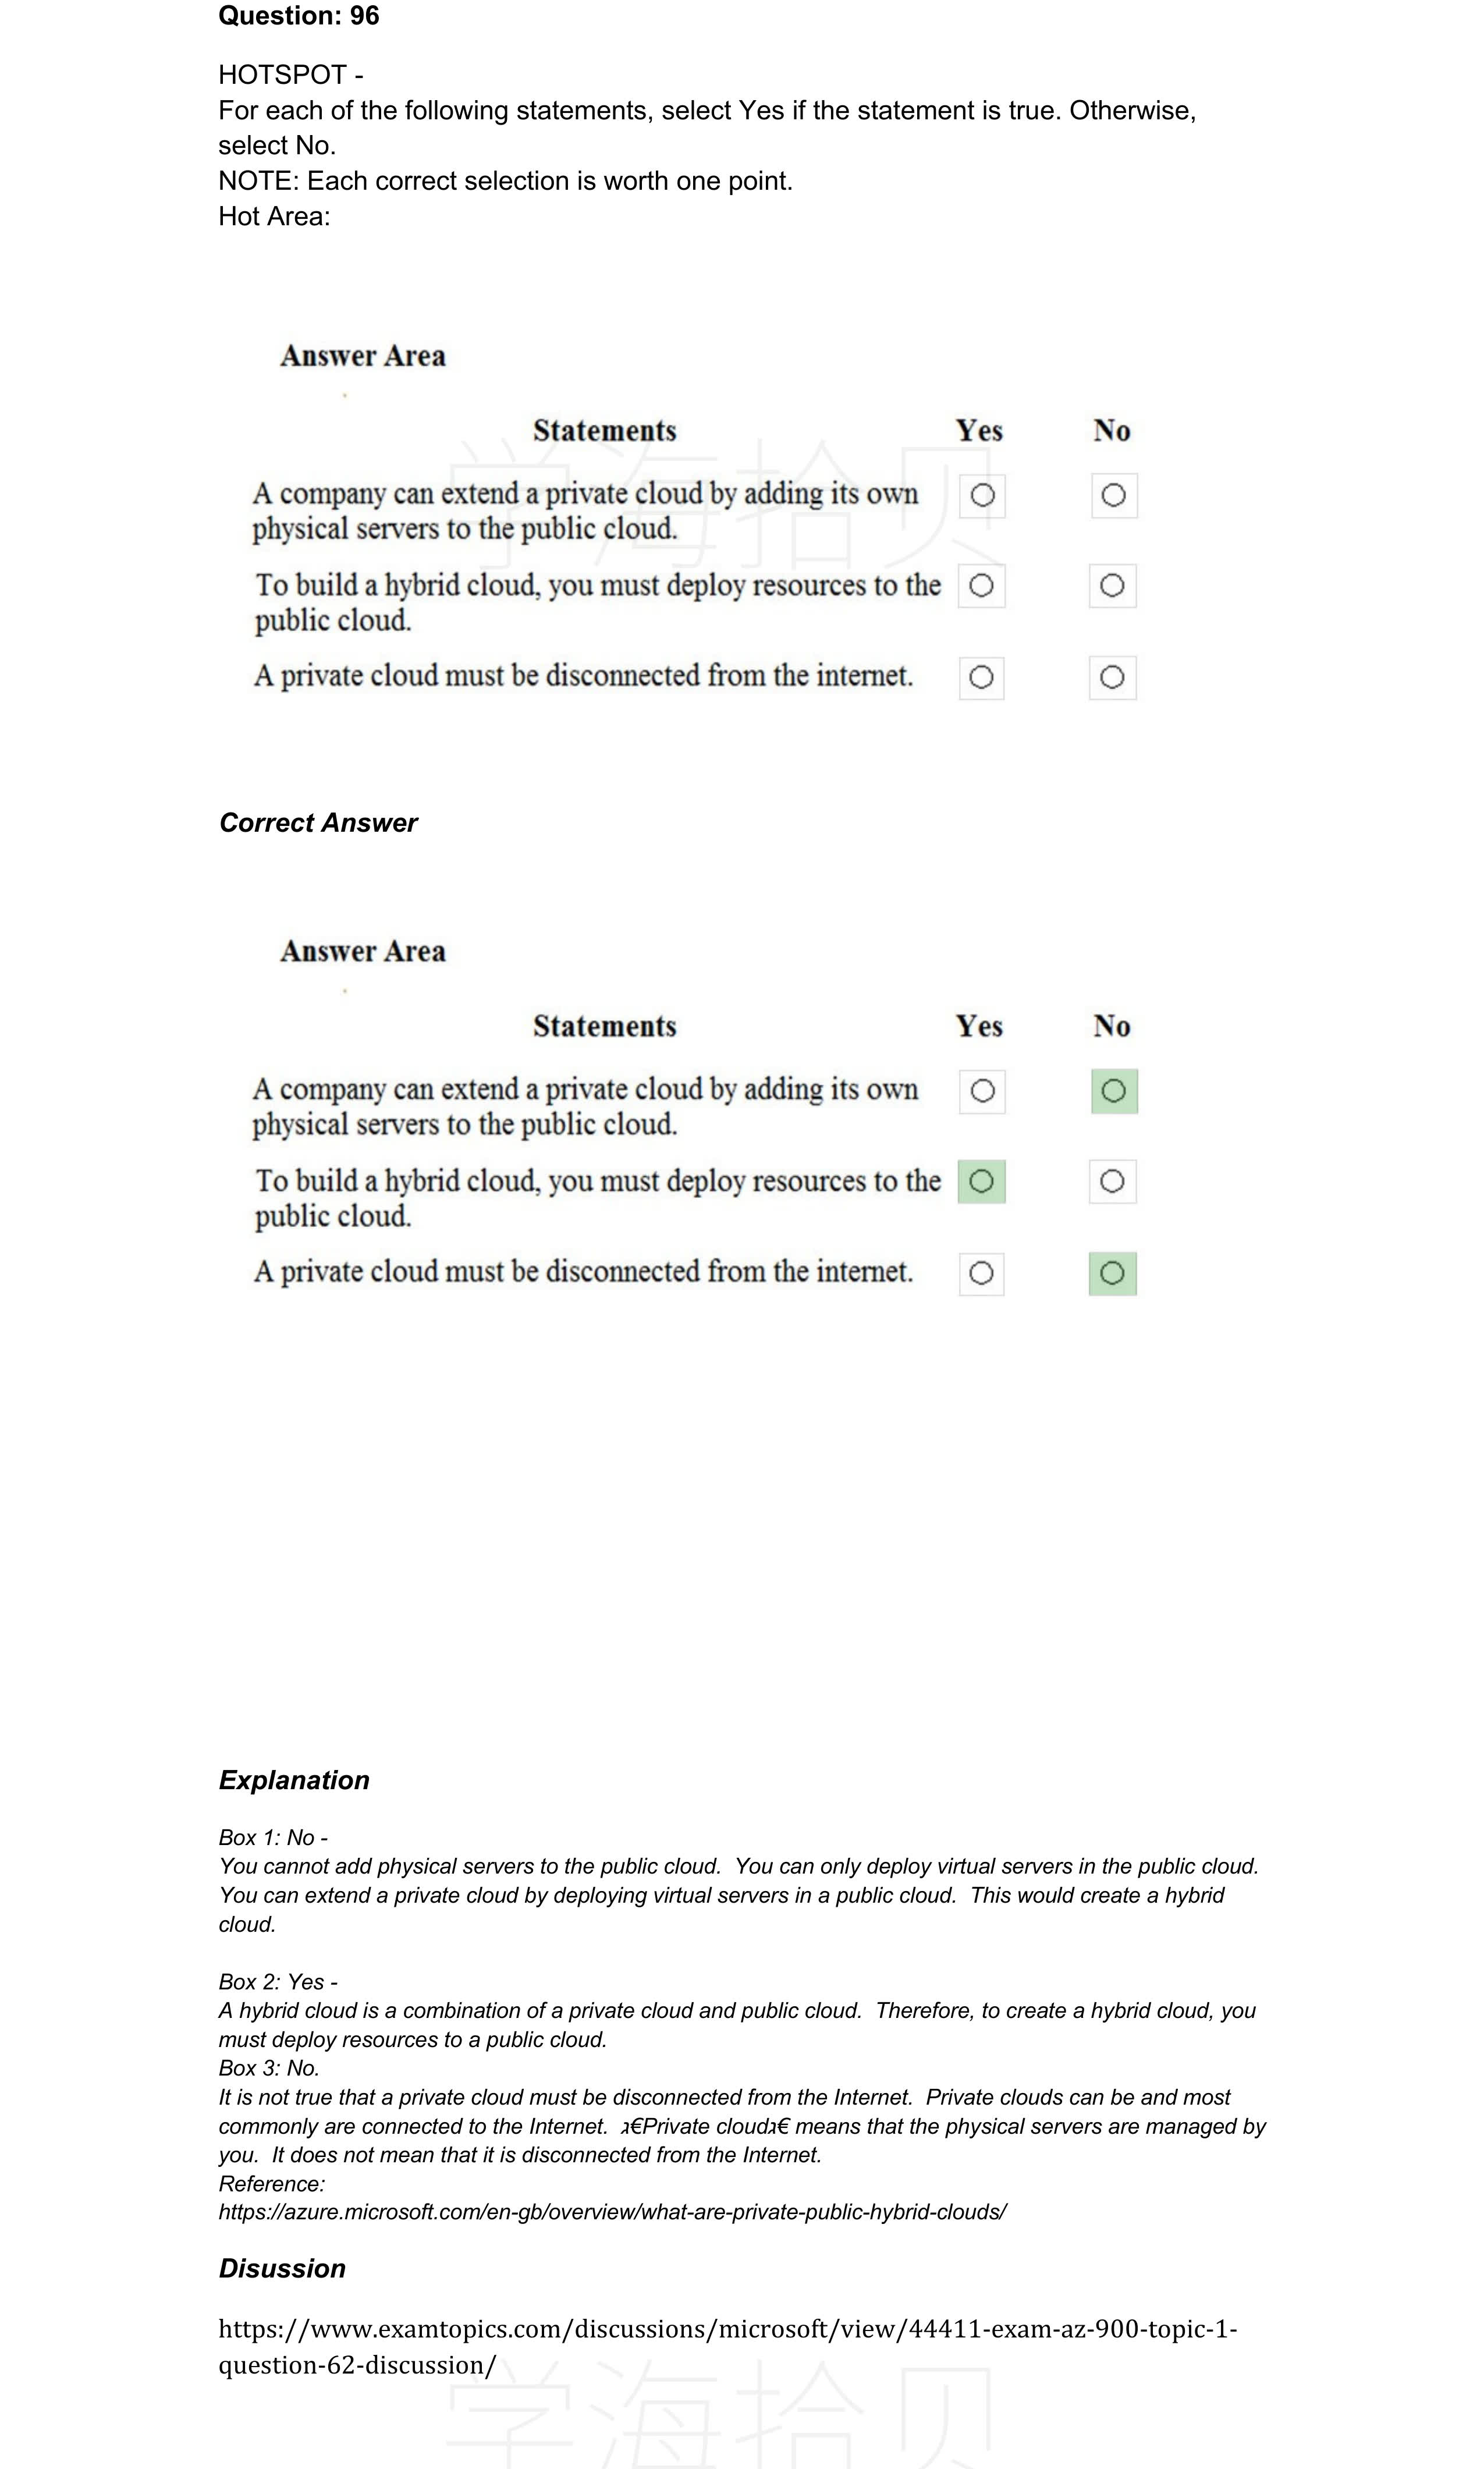 Question: 96
HOTSPOT -
For each of the following statements, select Yes if the statement is true. Otherwise,
select No.
NOTE: Each correct selection is worth one point.
Hot Area:
Answer Area
Statements Yes No
A company can extend a private cloud by adding its own
physical servers to the public cloud.
To build a hybrid cloud, you must deploy resources to the
public cloud.
A private cloud must be disconnected from the internet.
学海拾贝
Correct Answer
Answer Area
Statements Yes No
A company can extend a private cloud by adding its own
physical servers to the public cloud.
To build a hybrid cloud, you must deploy resources to the
public cloud.
A private cloud must be disconnected from the internet.
Explanation
Box 1: No -
You cannot add physical servers to the public cloud. You can only deploy virtual servers in the public cloud.
You can extend a private cloud by deploying virtual servers in a public cloud. This would create a hybrid
cloud.
Box 2: Yes -
A hybrid cloud is a combination of a private cloud and public cloud. Therefore, to create a hybrid cloud, you
must deploy resources to a public cloud.
Box 3: No.
It is not true that a private cloud must be disconnected from the Internet. Private clouds can be and most
commonly are connected to the Internet. ג€Private cloudג€ means that the physical servers are managed by
you. It does not mean that it is disconnected from the Internet.
Reference:
https://azure.microsoft.com/en-gb/overview/what-are-private-public-hybrid-clouds/
Disussion
https://www.examtopics.com/discussions/microsoft/view/44411-exam-az-900-topic-1-
question-62-discussion/
学海拾贝